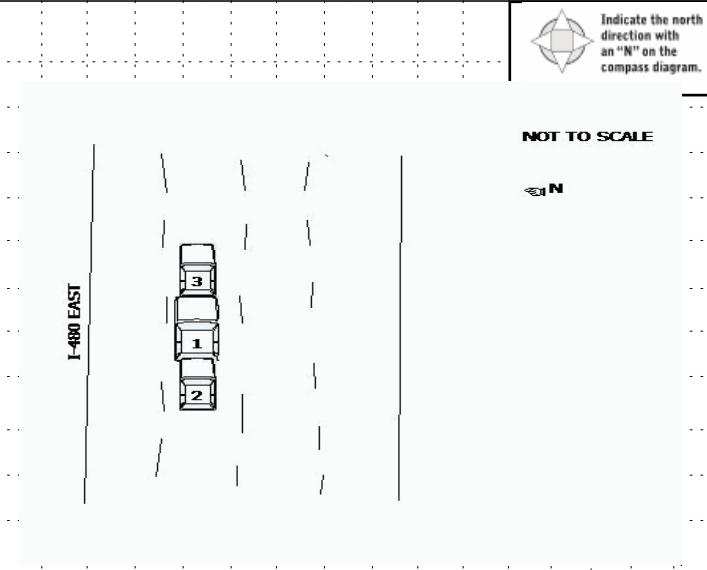 Indicate the north
direction with
an “N” on the
compass diagram.
NOT TO SCALE
N
I-480 EAST
3
1
2